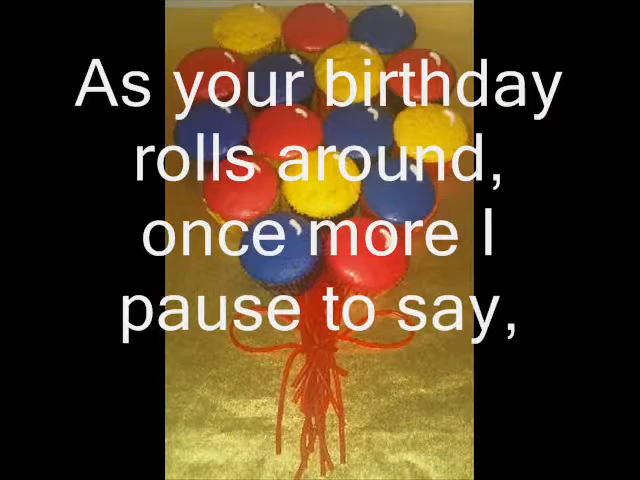 As your birthday
rolls around,
once more I
pause to say,